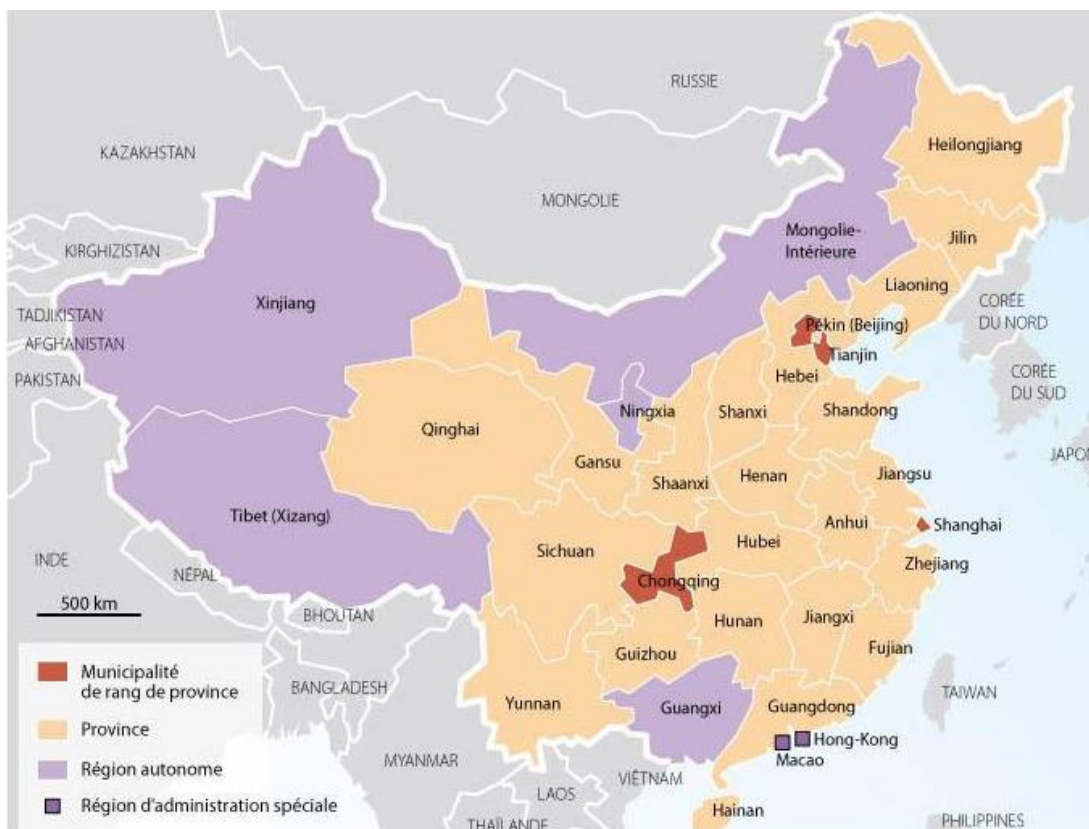 RUSSIE
Heilongjiang
KAZAKHSTAN
MONGOLIE
Mongolie-
Intérieure
Jilin
KIRGHIZISTAN
Liaoning
Xinjiang
CORÉE
DU NORD
TADJIKISTAN
Pékin (Beijing)
AFGHANISTAN
Tianjin
PAKISTAN
Hebei
CORÉE
DU SUD
Ningxia
Shanxi
Shandong
Qinghai
JAPON
Gansu
Henan
Jiangsu
Shaanxi
Tibet (Xizang)
Anhui
Shanghai
Sichuan
Hubei
INDE
Zhejiang
NÉPAL
Chongqing
500 km
BHOUTAN
Hunan
Jiangxi
Guizhou
Fujian
Municipalité
de rang de province
BANGLADESH
TAIWAN
Yunnan
Guangxi
Guangdong
Province
Hong-Kong
MYANMAR
Macao
Région autonome
VIÊTNAM
LAOS
Région d'administration spéciale
Hainan
THAÏLANDE
PHILIPPINES